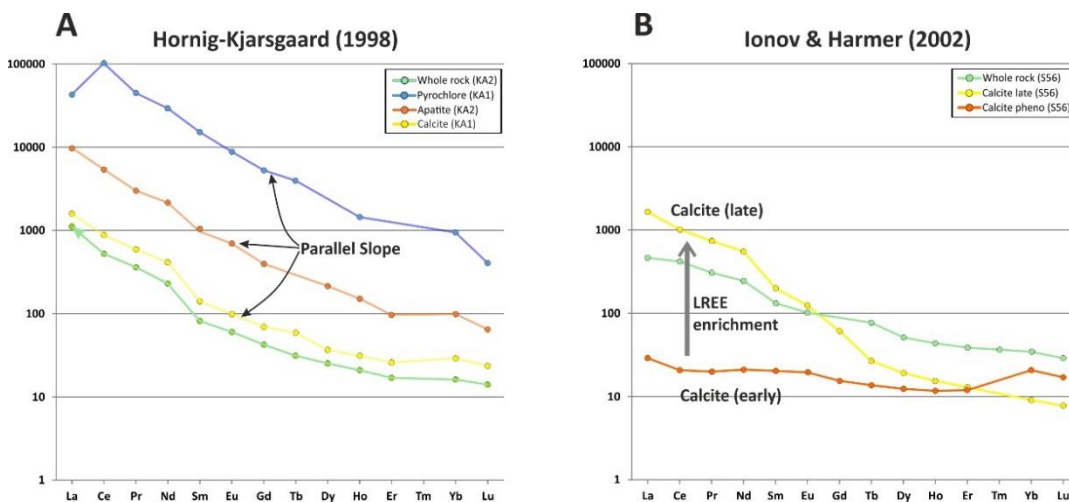 A
Hornig-Kjarsgaard (1998)
100000
10000
1000
100
10
1
Whole rock (KA2)
Pyrochlore (KA1)
Apatite (KA2)
Calcite (KA1)
Parallel Slope
La Ce Pr Nd Sm Eu Gd Tb Dy Ho Er Tm Yb Lu
B
Ionov & Harmer (2002)
100000
10000
1000
100
10
1
Whole rock (S56)
Calcite late (S56)
Calcite pheno (S56)
Calcite (late)
LREE
enrichment
Calcite (early)
La Ce Pr Nd Sm Eu Gd Tb Dy Ho Er Tm Yb Lu